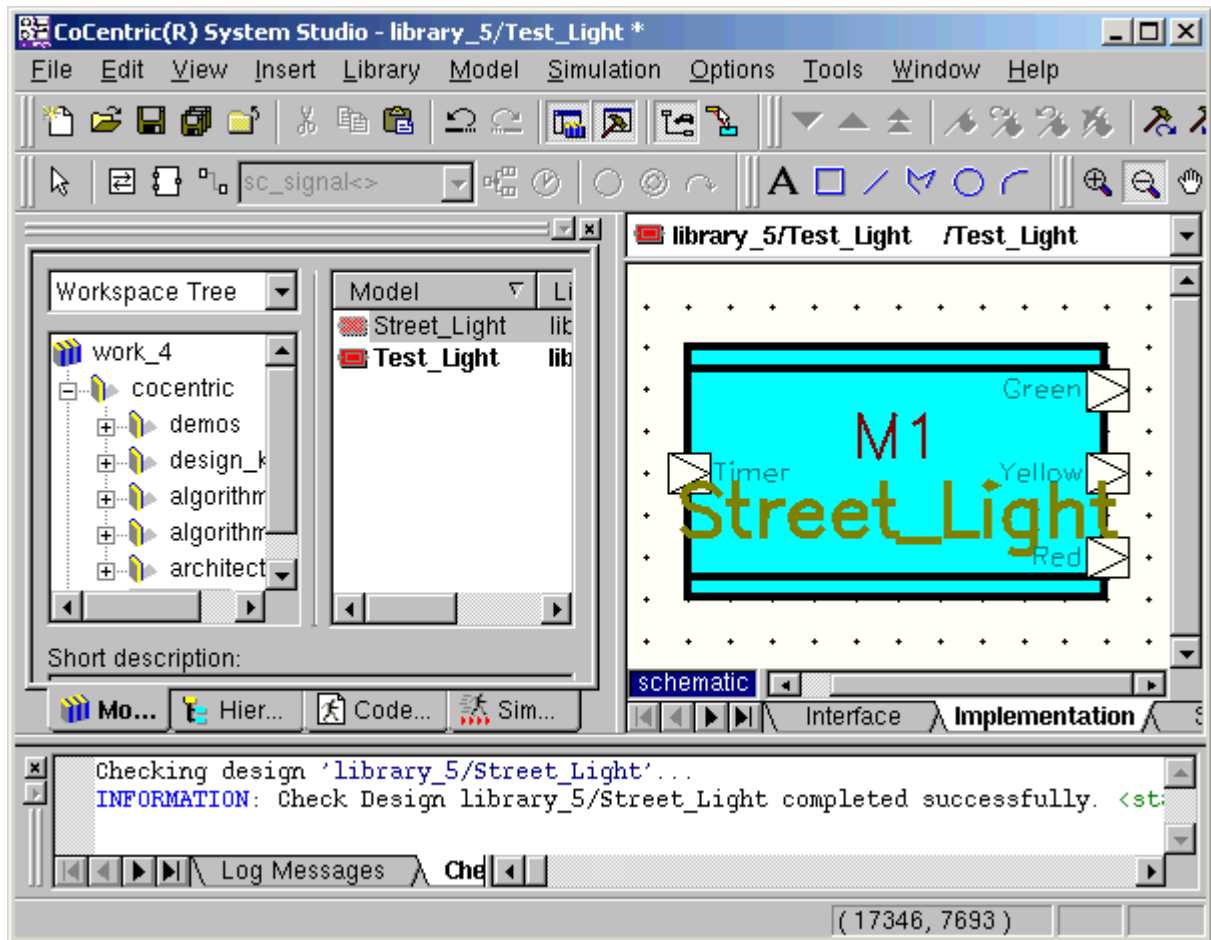 CoCentric(R) System Studio - library_5/Test_Light *
File Edit View Insert Library Model Simulation Options Tools Window Help
sc_signal<>
A
library_5/Test_Light /Test_Light
Workspace Tree
Model Li
Street_Light lib
Test_Light lib
work_4
cocentric
demos
design_k
algorithm
algorithm
architect
Short description:
Mo... Hier... Code... Sim...
Green
M1
Timer
Yellow
Street_Light
Red
schematic
Interface Implementation S
Checking design 'library_5/Street_Light'...
INFORMATION: Check Design library_5/Street_Light completed successfully. <sta
Log Messages Che
( 17346, 7693 )